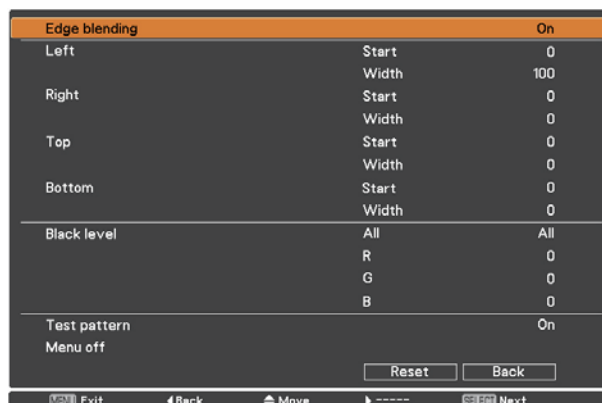 Edge blending On
Left Start 0
Width 100
Right Start 0
Width 0
Top Start 0
Width 0
Bottom Start 0
Width 0
Black level All All
R 0
G 0
B 0
Test pattern On
Menu off
Reset Back
MENU Exit Back Move ----- SELECT Next